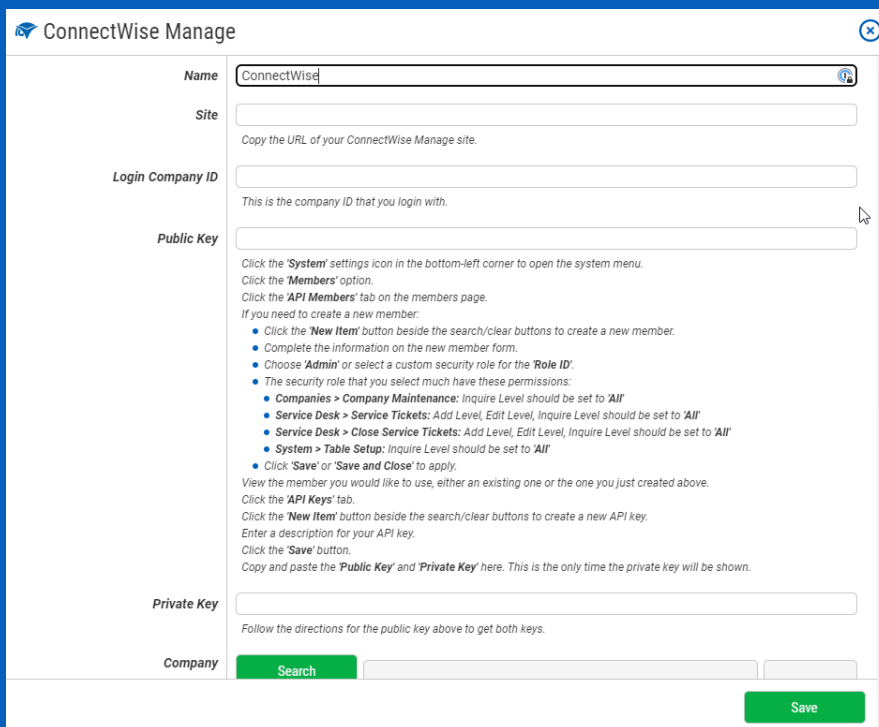 ConnectWise Manage
Name
ConnectWise
Site
Copy the URL of your ConnectWise Manage site.
Login Company ID
This is the company ID that you login with.
Public Key
Click the 'System' settings icon in the bottom-left corner to open the system menu.
Click the 'Members' option.
Click the 'API Members' tab on the members page.
If you need to create a new member:
Click the 'New Item' button beside the search/clear buttons to create a new member.
Complete the information on the new member form.
Choose 'Admin' or select a custom security role for the 'Role ID'.
The security role that you select much have these permissions:
Companies > Company Maintenance: Inquire Level should be set to 'All'
Service Desk > Service Tickets: Add Level, Edit Level, Inquire Level should be set to 'All'
Service Desk > Close Service Tickets: Add Level, Edit Level, Inquire Level should be set to 'All'
System > Table Setup: Inquire Level should be set to 'All'
Click 'Save' or 'Save and Close' to apply.
View the member you would like to use, either an existing one or the one you just created above.
Click the 'API Keys' tab.
Click the 'New Item' button beside the search/clear buttons to create a new API key.
Enter a description for your API key.
Click the 'Save' button.
Copy and paste the 'Public Key' and 'Private Key' here. This is the only time the private key will be shown.
Private Key
Follow the directions for the public key above to get both keys.
Company
Search
Save